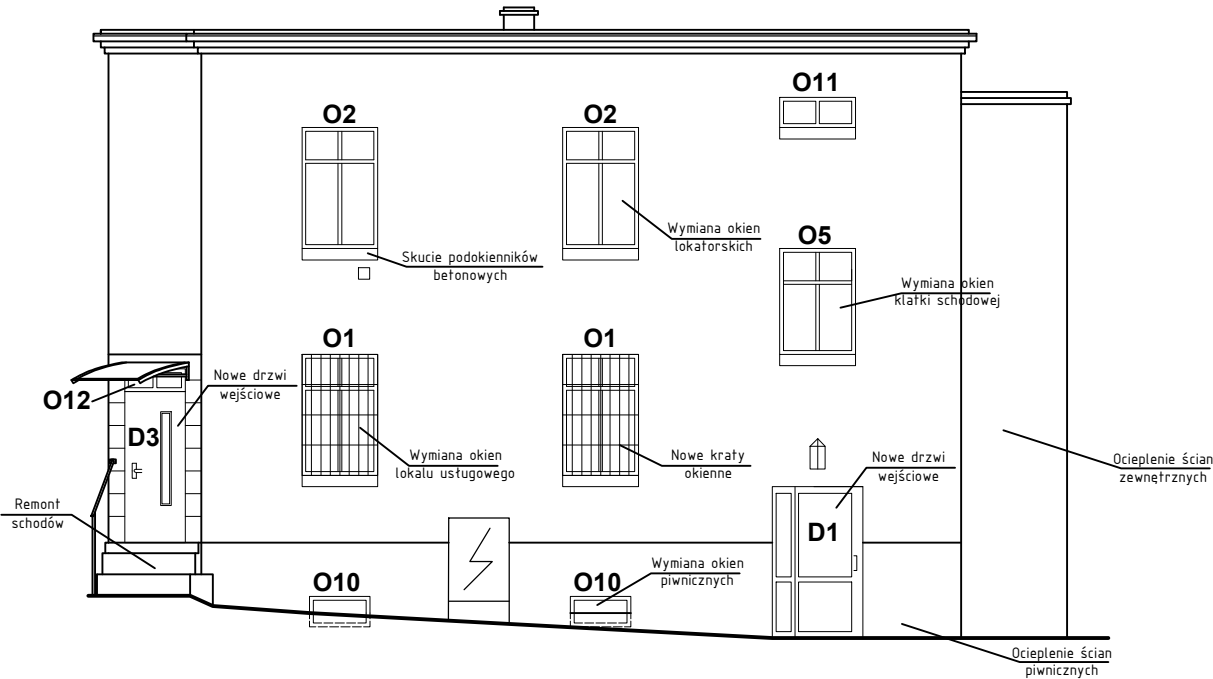 O11
O2
O2
Wymiana okien
lokatorskich
O5
Skucie podokienników
betonowych
Wymiana okien
klatki schodowej
O1
O1
Nowe drzwi
wejściowe
O12
D3
Wymiana okien
lokalu usługowego
Nowe kraty
okienne
Nowe drzwi
wejściowe
Ocieplenie ścian
zewnętrznych
Remont
schodów
D1
Wymiana okien
piwnicznych
O10
O10
Ocieplenie ścian
piwnicznych